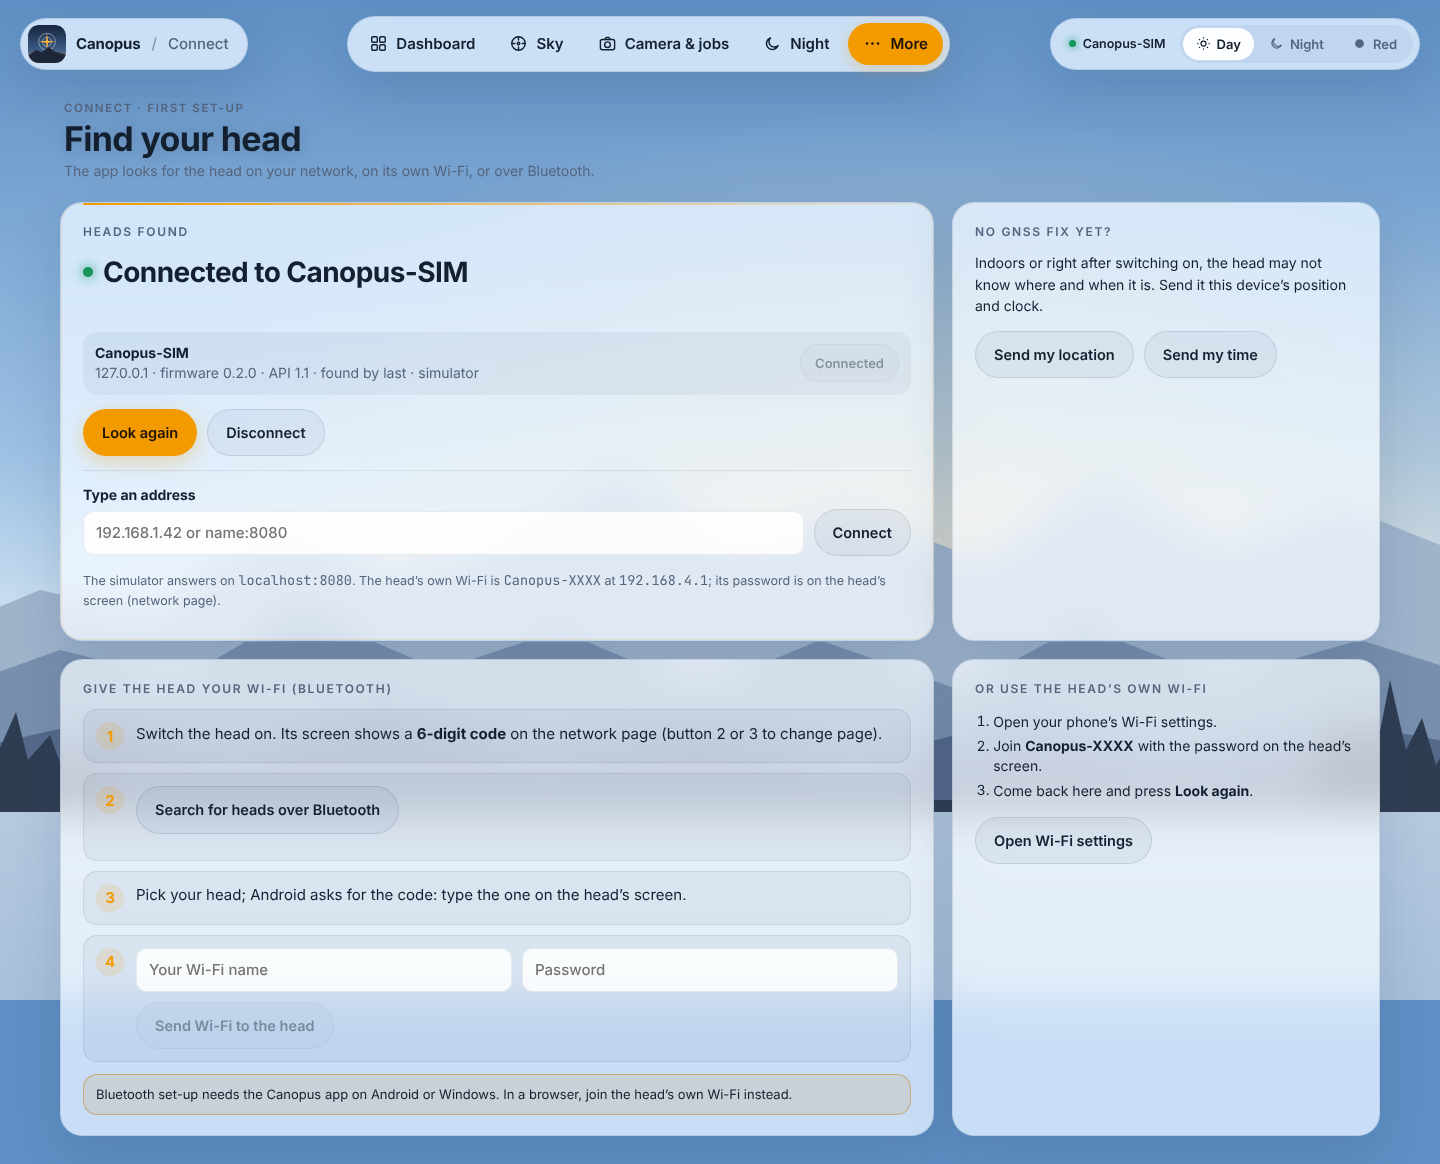 Canopus / Connect
Dashboard
Sky
Camera & jobs
Night
More
Canopus-SIM
Day
Night
Red
CONNECT · FIRST SET-UP
Find your head
The app looks for the head on your network, on its own Wi-Fi, or over Bluetooth.
HEADS FOUND
Connected to Canopus-SIM
Canopus-SIM
127.0.0.1 · firmware 0.2.0 · API 1.1 · found by last · simulator
Connected
Look again
Disconnect
Type an address
192.168.1.42 or name:8080
Connect
The simulator answers on localhost:8080. The head’s own Wi-Fi is Canopus-XXXX at 192.168.4.1; its password is on the head’s
screen (network page).
NO GNSS FIX YET?
Indoors or right after switching on, the head may not
know where and when it is. Send it this device’s position
and clock.
Send my location
Send my time
GIVE THE HEAD YOUR WI-FI (BLUETOOTH)
1 Switch the head on. Its screen shows a 6-digit code on the network page (button 2 or 3 to change page).
2 Search for heads over Bluetooth
3 Pick your head; Android asks for the code: type the one on the head’s screen.
4 Your Wi-Fi name
Password
Send Wi-Fi to the head
Bluetooth set-up needs the Canopus app on Android or Windows. In a browser, join the head’s own Wi-Fi instead.
OR USE THE HEAD’S OWN WI-FI
1. Open your phone’s Wi-Fi settings.
2. Join Canopus-XXXX with the password on the head’s
screen.
3. Come back here and press Look again.
Open Wi-Fi settings